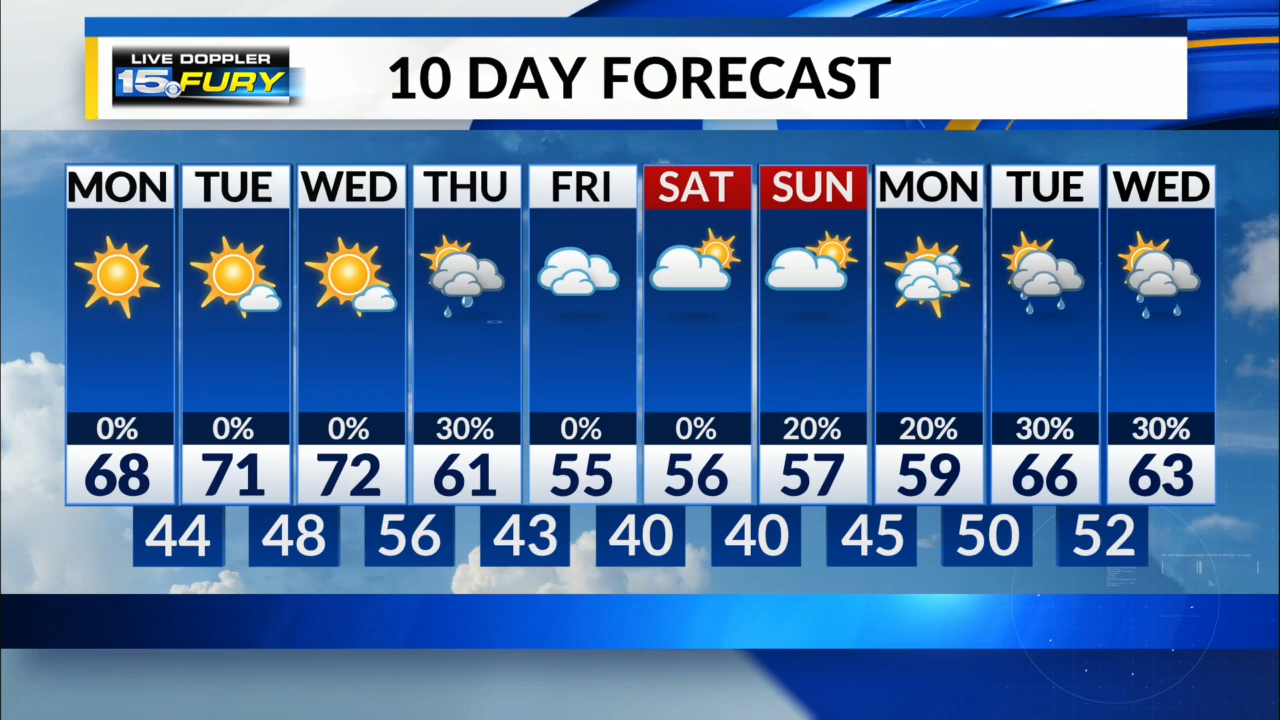 LIVE DOPPLER
15 FURY
10 DAY FORECAST
MON TUE WED THU FRI SAT SUN MON TUE WED
0% 0% 0% 30% 0% 0% 20% 20% 30% 30%
68 71 72 61 55 56 57 59 66 63
44 48 56 43 40 40 45 50 52